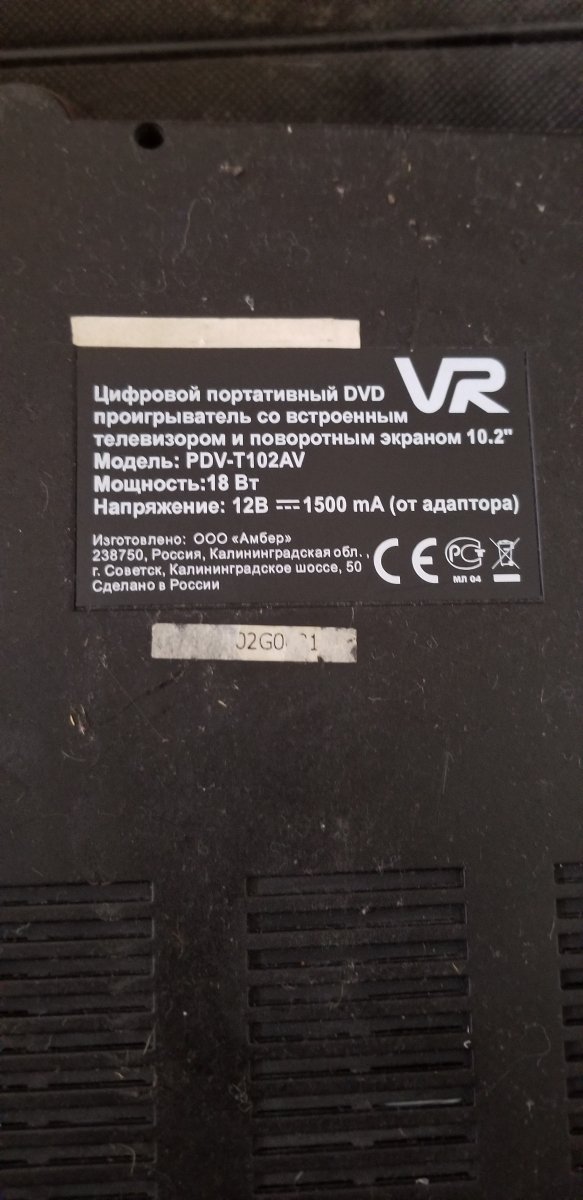 VR
Цифровой портативный DVD
проигрыватель со встроенным
телевизором и поворотным экраном 10.2"
Модель: PDV-T102AV
Мощность:18 Вт
Напряжение: 12В 1500 mA (от адаптора)
Изготовлено: ООО «Амбер»
238750, Россия, Калининградская обл.,
г. Советск, Калининградское шоссе, 50
Сделано в России
CE
РСТ
МЛ 04